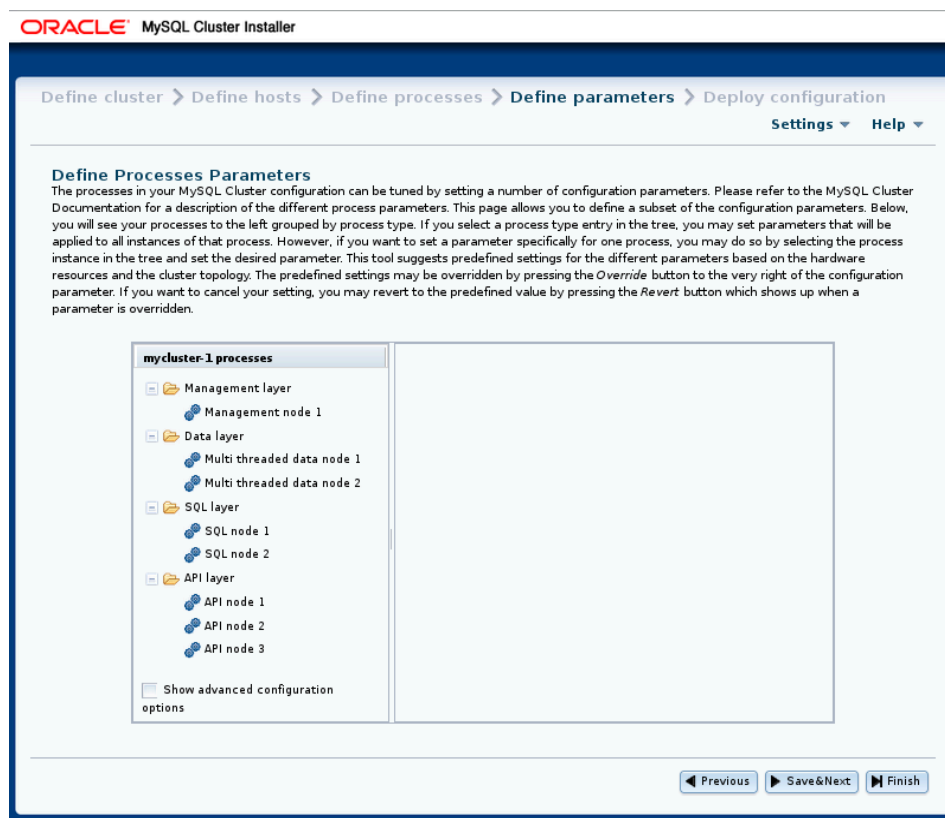 ORACLE® MySQL Cluster Installer
Define cluster > Define hosts > Define processes > Define parameters > Deploy configuration
Settings Help
Define Processes Parameters
The processes in your MySQL Cluster configuration can be tuned by setting a number of configuration parameters. Please refer to the MySQL Cluster
Documentation for a description of the different process parameters. This page allows you to define a subset of the configuration parameters. Below,
you will see your processes to the left grouped by process type. If you select a process type entry in the tree, you may set parameters that will be
applied to all instances of that process. However, if you want to set a parameter specifically for one process, you may do so by selecting the process
instance in the tree and set the desired parameter. This tool suggests predefined settings for the different parameters based on the hardware
resources and the cluster topology. The predefined settings may be overridden by pressing the Override button to the very right of the configuration
parameter. If you want to cancel your setting, you may revert to the predefined value by pressing the Revert button which shows up when a
parameter is overridden.
mycluster-1 processes
Management layer
Management node 1
Data layer
Multi threaded data node 1
Multi threaded data node 2
SQL layer
SQL node 1
SQL node 2
API layer
API node 1
API node 2
API node 3
Show advanced configuration
options
Previous Save&Next Finish